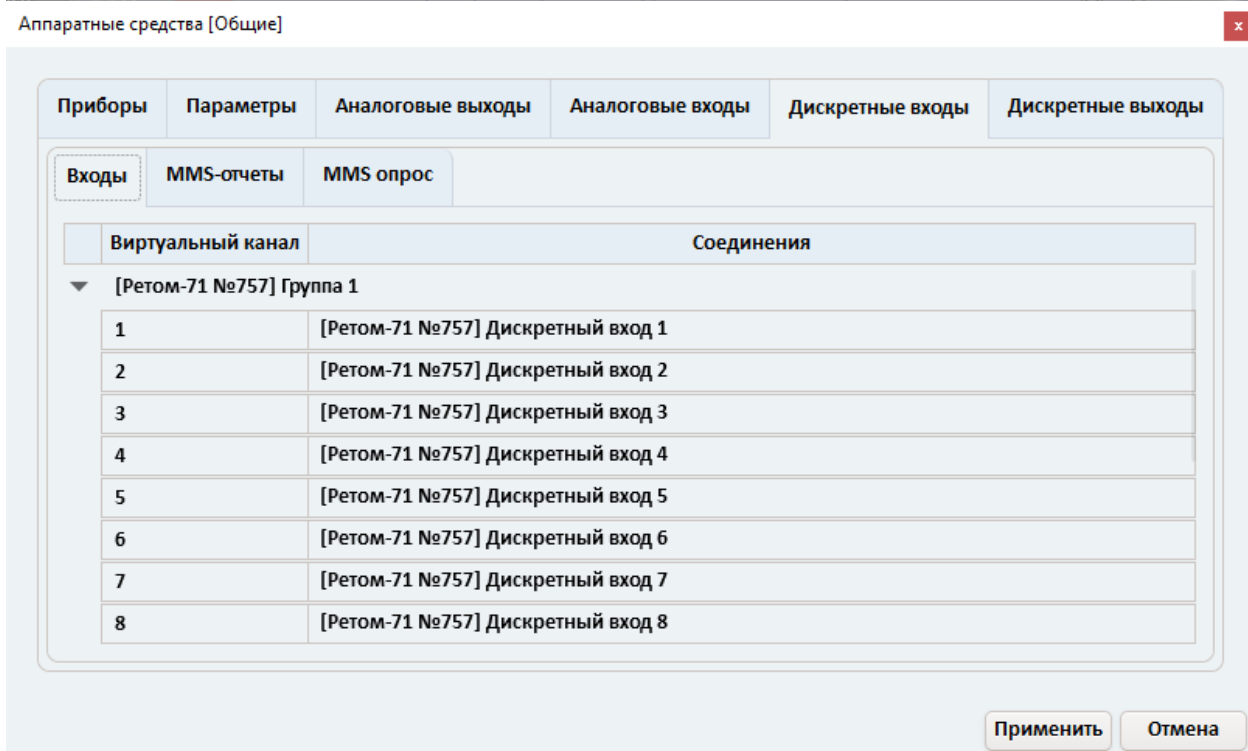 Аппаратные средства [Общие]
x
Приборы Параметры Аналоговые выходы Аналоговые входы Дискретные входы Дискретные выходы
Входы MMS-отчеты MMS опрос
Виртуальный канал Соединения
[Ретом-71 №757] Группа 1
1 [Ретом-71 №757] Дискретный вход 1
2 [Ретом-71 №757] Дискретный вход 2
3 [Ретом-71 №757] Дискретный вход 3
4 [Ретом-71 №757] Дискретный вход 4
5 [Ретом-71 №757] Дискретный вход 5
6 [Ретом-71 №757] Дискретный вход 6
7 [Ретом-71 №757] Дискретный вход 7
8 [Ретом-71 №757] Дискретный вход 8
Применить Отмена